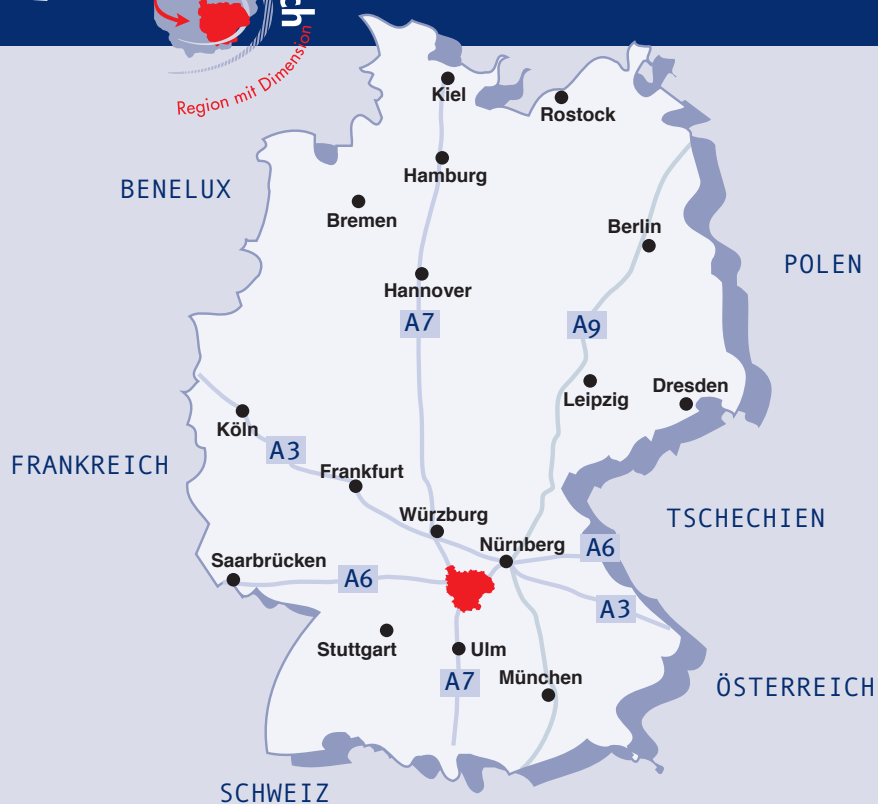 ch
Region mit Dimension
Kiel
Rostock
Hamburg
BENELUX
Bremen
Berlin
POLEN
Hannover
A7
A9
Leipzig
Dresden
Köln
A3
FRANKREICH
Frankfurt
Würzburg
TSCHECHIEN
Nürnberg
A6
Saarbrücken
A6
A3
Stuttgart
Ulm
A7
München
ÖSTERREICH
SCHWEIZ